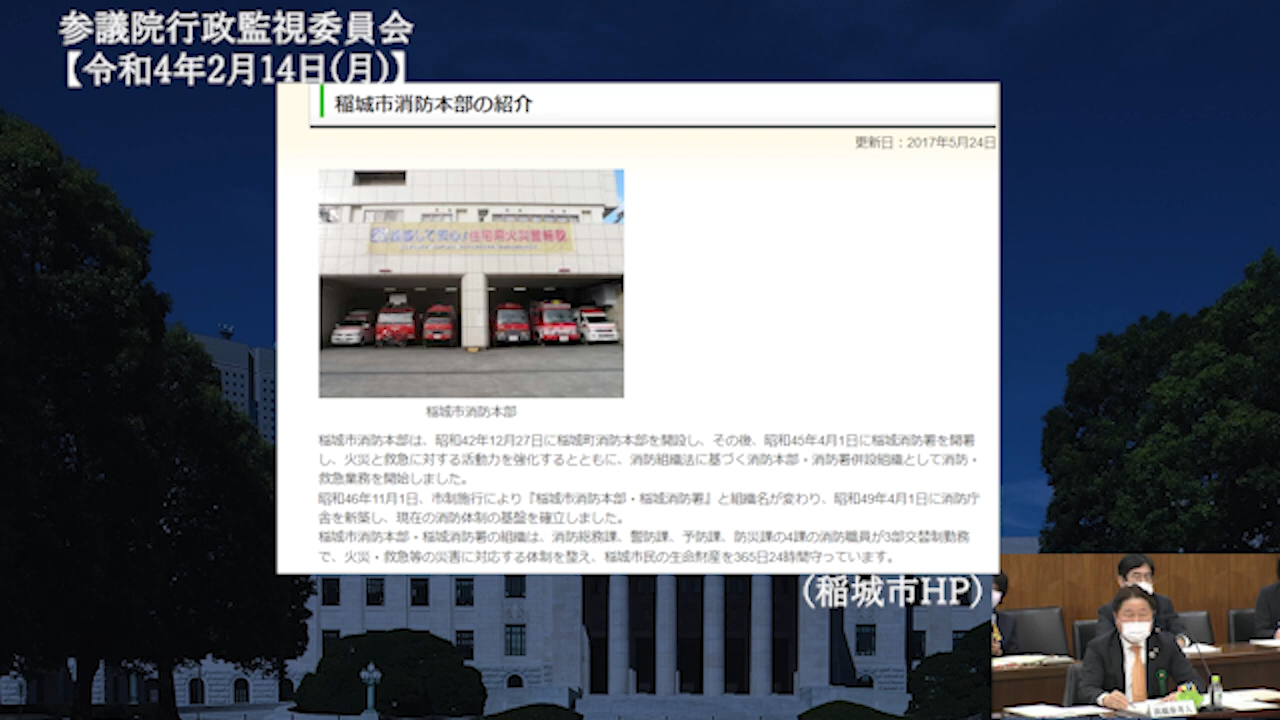 参議院行政監視委員会
【令和4年2月14日(月)】
稲城市消防本部の紹介
更新日：2017年5月24日
住宅用火災警報器
稲城市消防本部
稲城市消防本部は、昭和42年12月27日に稲城町消防本部を開設し、その後、昭和45年4月1日に稲城消防署を開署
し、火災と救急に対する活動力を強化するとともに、消防組織法に基づく消防本部・消防署併設組織として消防・
救急業務を開始しました。
昭和46年11月1日、市制施行により『稲城市消防本部・稲城消防署』と組織名が変わり、昭和49年4月1日に消防庁
舎を新築し、現在の消防体制の基盤を確立しました。
稲城市消防本部・稲城消防署の組織は、消防総務課、警防課、予防課、防災課の4課の消防職員が3部交替制勤務
で、火災・救急等の災害に対応する体制を整え、稲城市民の生命財産を365日24時間守っています。
(稲城市HP)